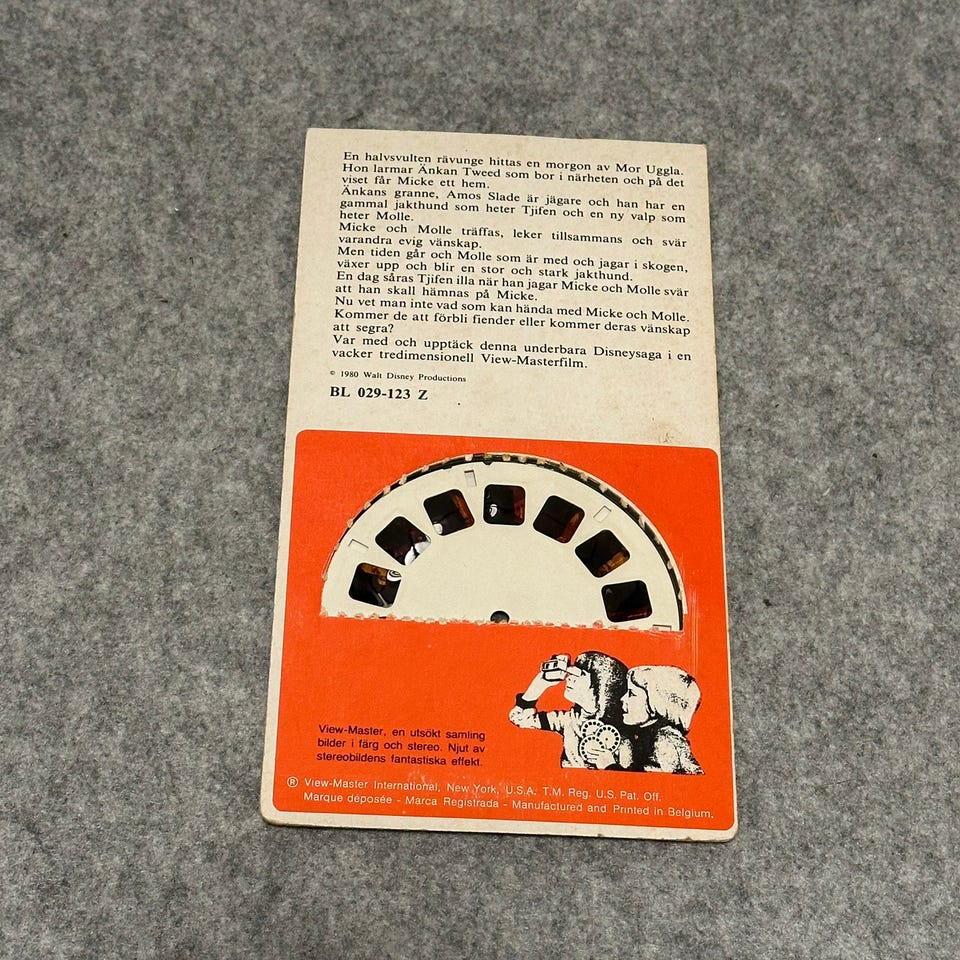 En halvsvulten rävunge hittas en morgon av Mor Uggla.
Hon larmar Änkan Tweed som bor i närheten och på det
viset får Micke ett hem.
Änkans granne, Amos Slade är jägare och han har en
gammal jakthund som heter Tjifen och en ny valp som
heter Molle.
Micke och Molle träffas, leker tillsammans och svär
varandra evig vänskap.
Men tiden går och Molle som är med och jagar i skogen,
växer upp och blir en stor och stark jakthund.
En dag såras Tjifen illa när han jagar Micke och Molle svär
att han skall hämnas på Micke.
Nu vet man inte vad som kan hända med Micke och Molle.
Kommer de att förbli fiender eller kommer deras vänskap
att segra?
Var med och upptäck denna underbara Disneysaga i en
vacker tredimensionell View-Masterfilm.
© 1980 Walt Disney Productions
BL 029-123 Z
View-Master, en utsökt samling
bilder i färg och stereo. Njut av
stereobildens fantastiska effekt.
® View-Master International, New York, U.S.A. T.M. Reg. U.S. Pat. Off.
Marque déposée - Marca Registrada - Manufactured and Printed in Belgium.